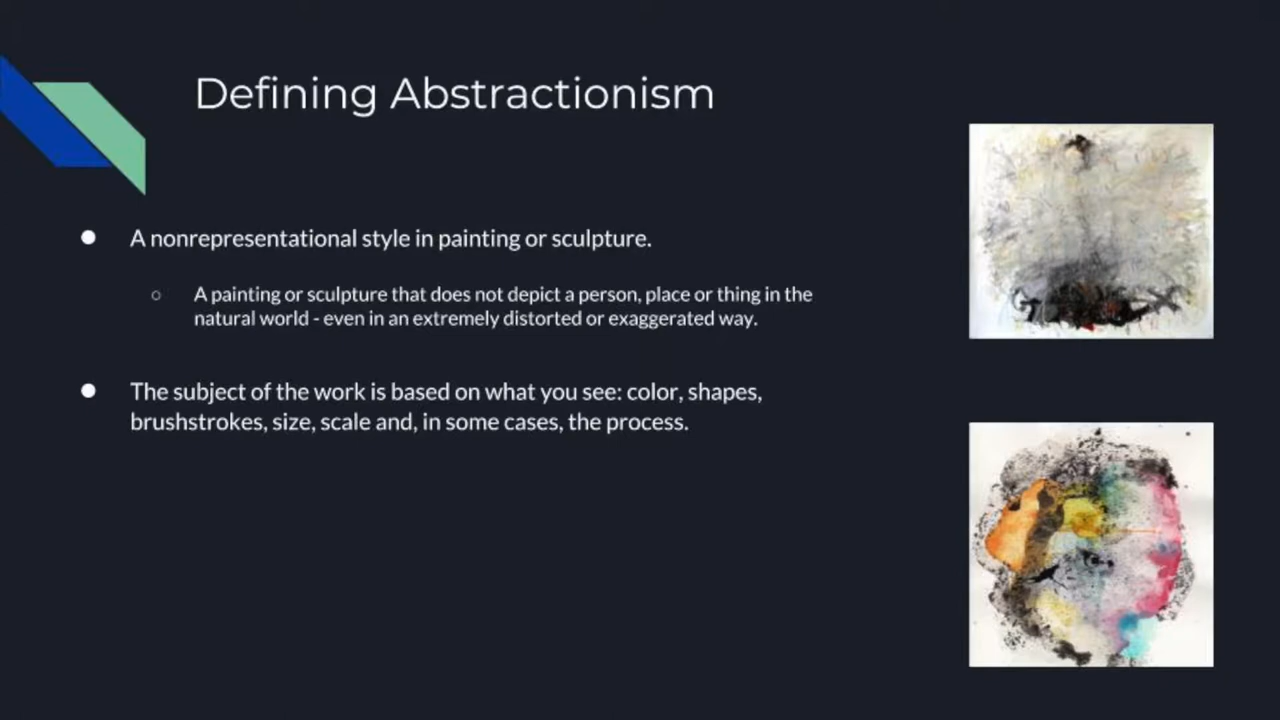 Defining Abstractionism
● A nonrepresentational style in painting or sculpture.
○ A painting or sculpture that does not depict a person, place or thing in the
natural world - even in an extremely distorted or exaggerated way.
● The subject of the work is based on what you see: color, shapes,
brushstrokes, size, scale and, in some cases, the process.